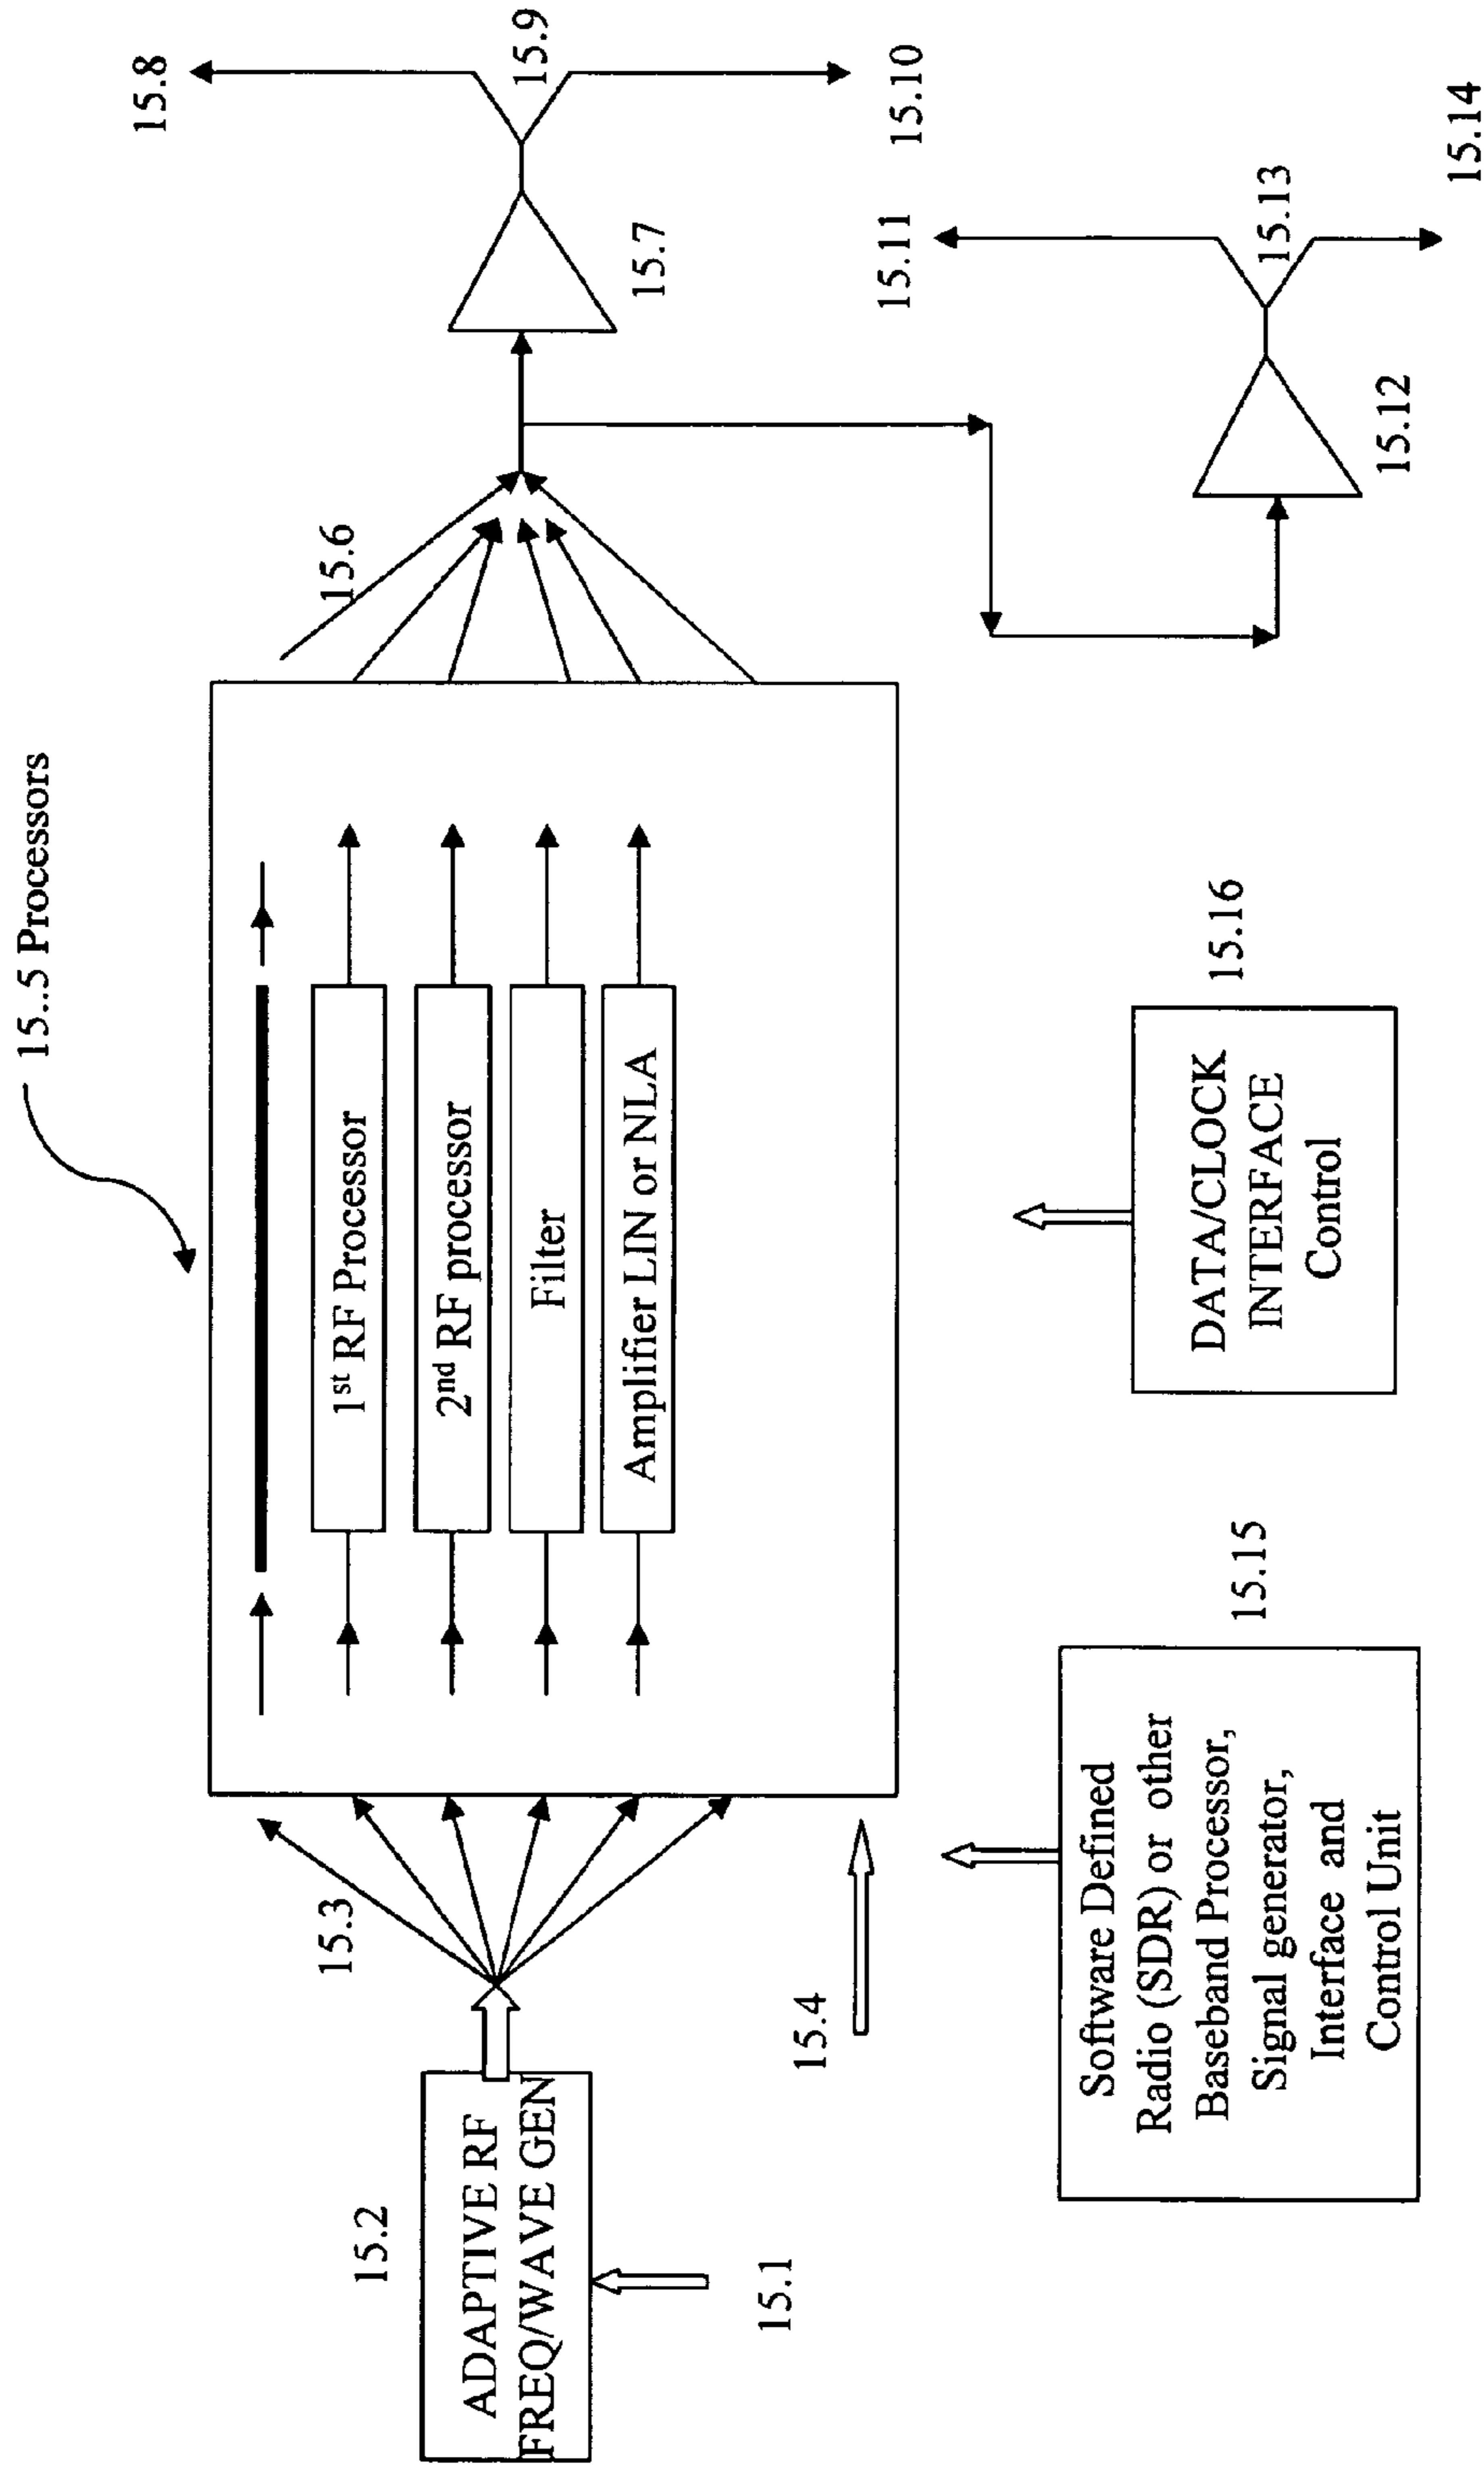 15..5 Processors
15.8
15.9
15.10
15.6
15.7
15.11
15.13
15.14
15.12
1st RF Processor
2nd RF processor
Filter
Amplifier LIN or NLA
15.3
15.2
ADAPTIVE RF
FREQ/WAVE GEN
15.1
15.4
15.15
Software Defined
Radio (SDR) or other
Baseband Processor,
Signal generator,
Interface and
Control Unit
15.16
DATA/CLOCK
INTERFACE
Control